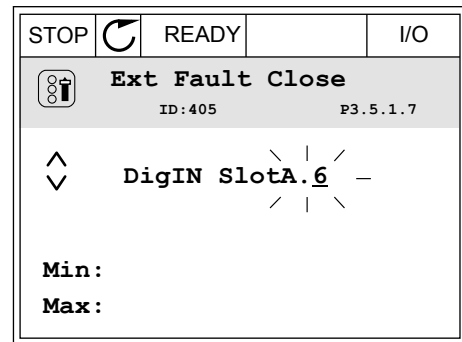 STOP READY I/O
Ext Fault Close
ID:405 P3.5.1.7
DigIN SlotA.6
Min:
Max: